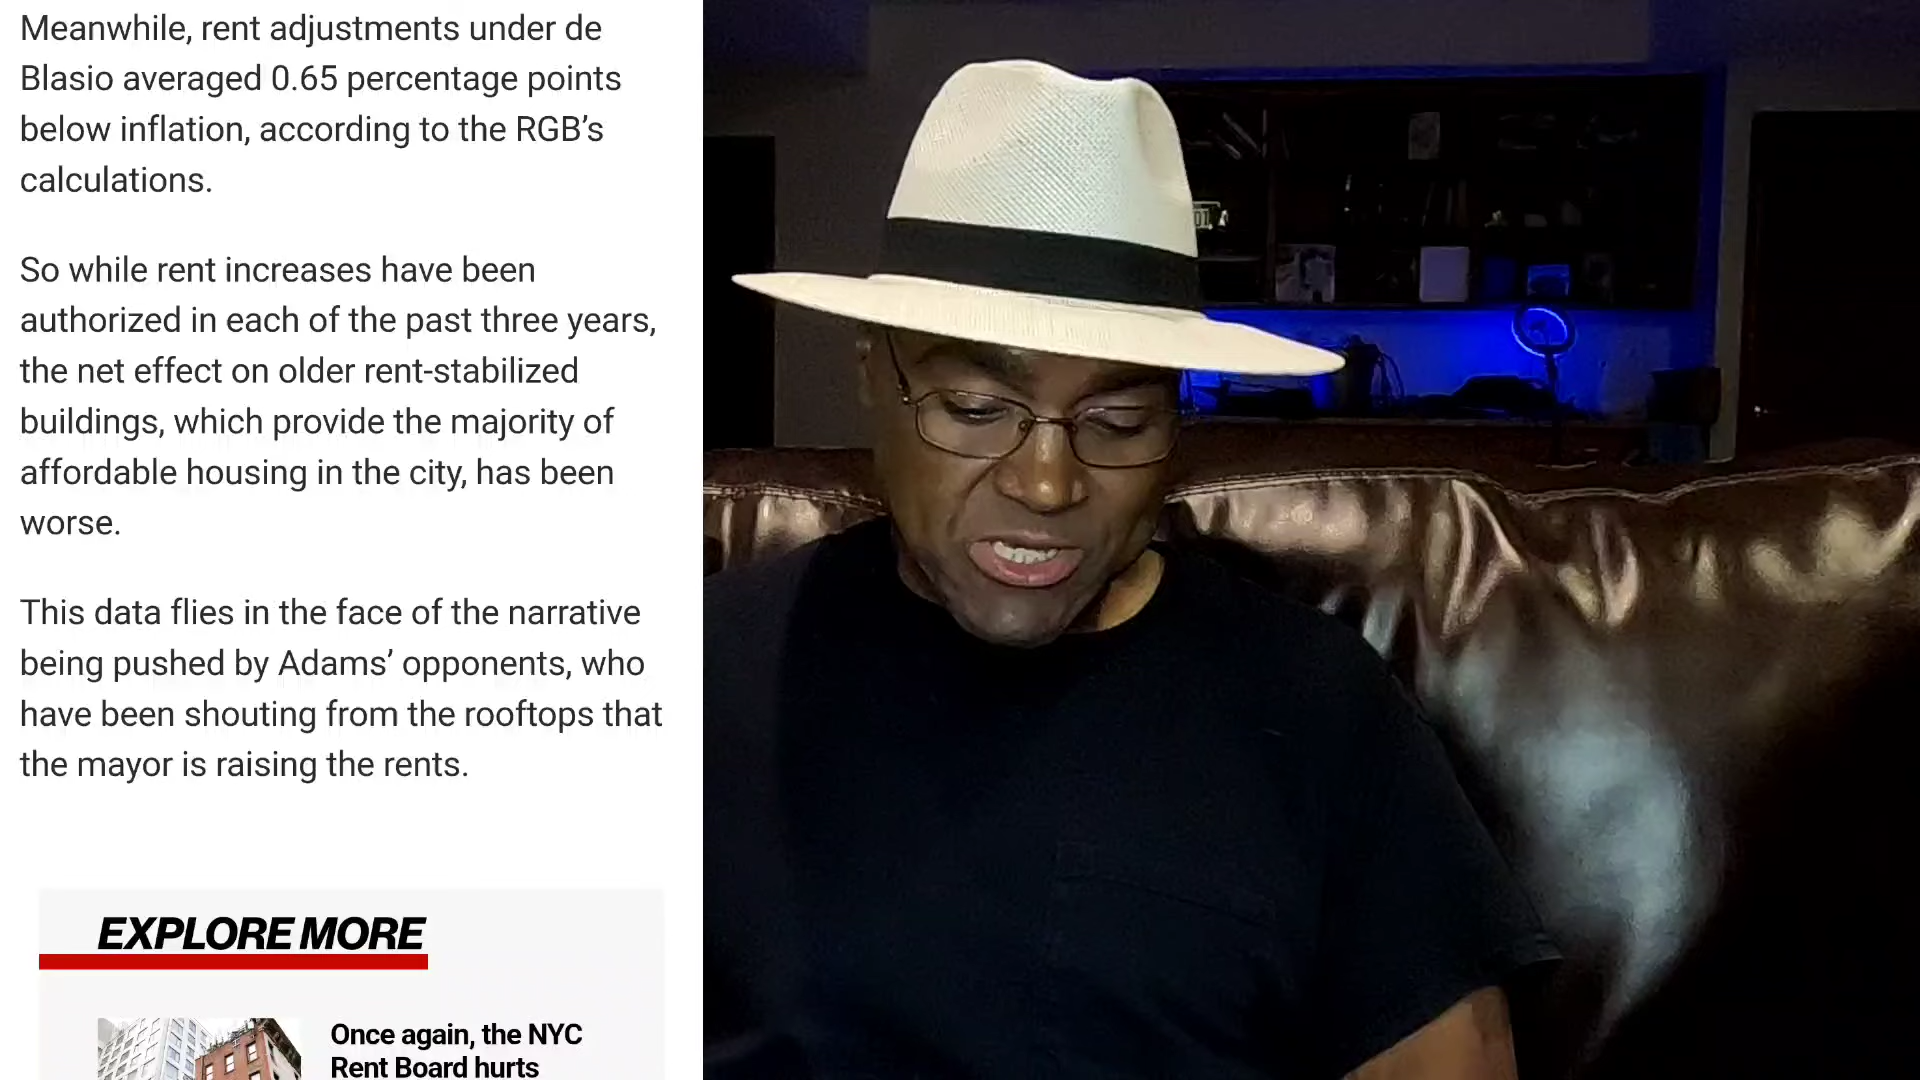 Meanwhile, rent adjustments under de
Blasio averaged 0.65 percentage points
below inflation, according to the RGB’s
calculations.
So while rent increases have been
authorized in each of the past three years,
the net effect on older rent-stabilized
buildings, which provide the majority of
affordable housing in the city, has been
worse.
This data flies in the face of the narrative
being pushed by Adams’ opponents, who
have been shouting from the rooftops that
the mayor is raising the rents.
EXPLORE MORE
Once again, the NYC
Rent Board hurts